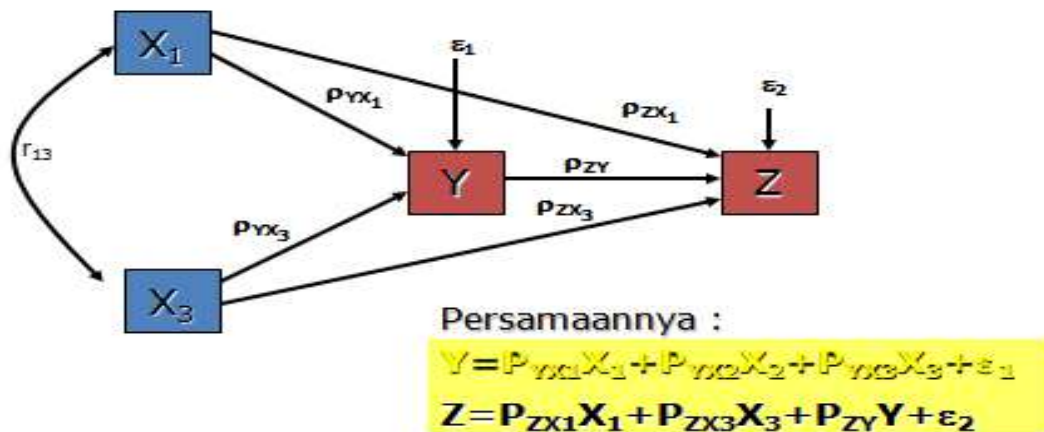 X₁
ε₁
ρYX₁
ρZX₁
ε₂
r₁₃
Y
ρZY
Z
ρYX₃
ρZX₃
X₃
Persamaannya :
Y=PYX1X₁+PYX2X₂+PYX3X₃+ε₁
Z=PZX1X₁+PZX3X₃+PZYY+ε₂